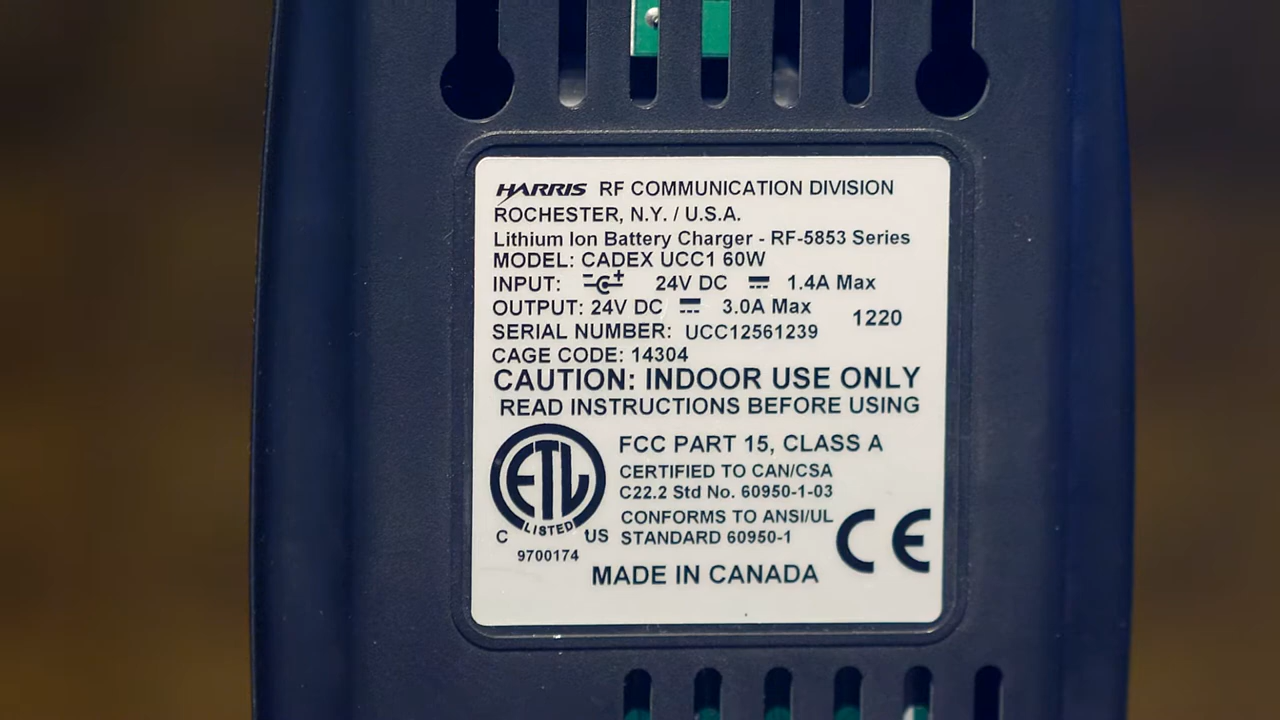 HARRIS RF COMMUNICATION DIVISION
ROCHESTER, N.Y. / U.S.A.
Lithium Ion Battery Charger - RF-5853 Series
MODEL: CADEX UCC1 60W
INPUT: 24V DC 1.4A Max
OUTPUT: 24V DC 3.0A Max
1220
SERIAL NUMBER: UCC12561239
CAGE CODE: 14304
CAUTION: INDOOR USE ONLY
READ INSTRUCTIONS BEFORE USING
ETL
LISTED
C US
9700174
FCC PART 15, CLASS A
CERTIFIED TO CAN/CSA
C22.2 Std No. 60950-1-03
CONFORMS TO ANSI/UL
STANDARD 60950-1
CE
MADE IN CANADA